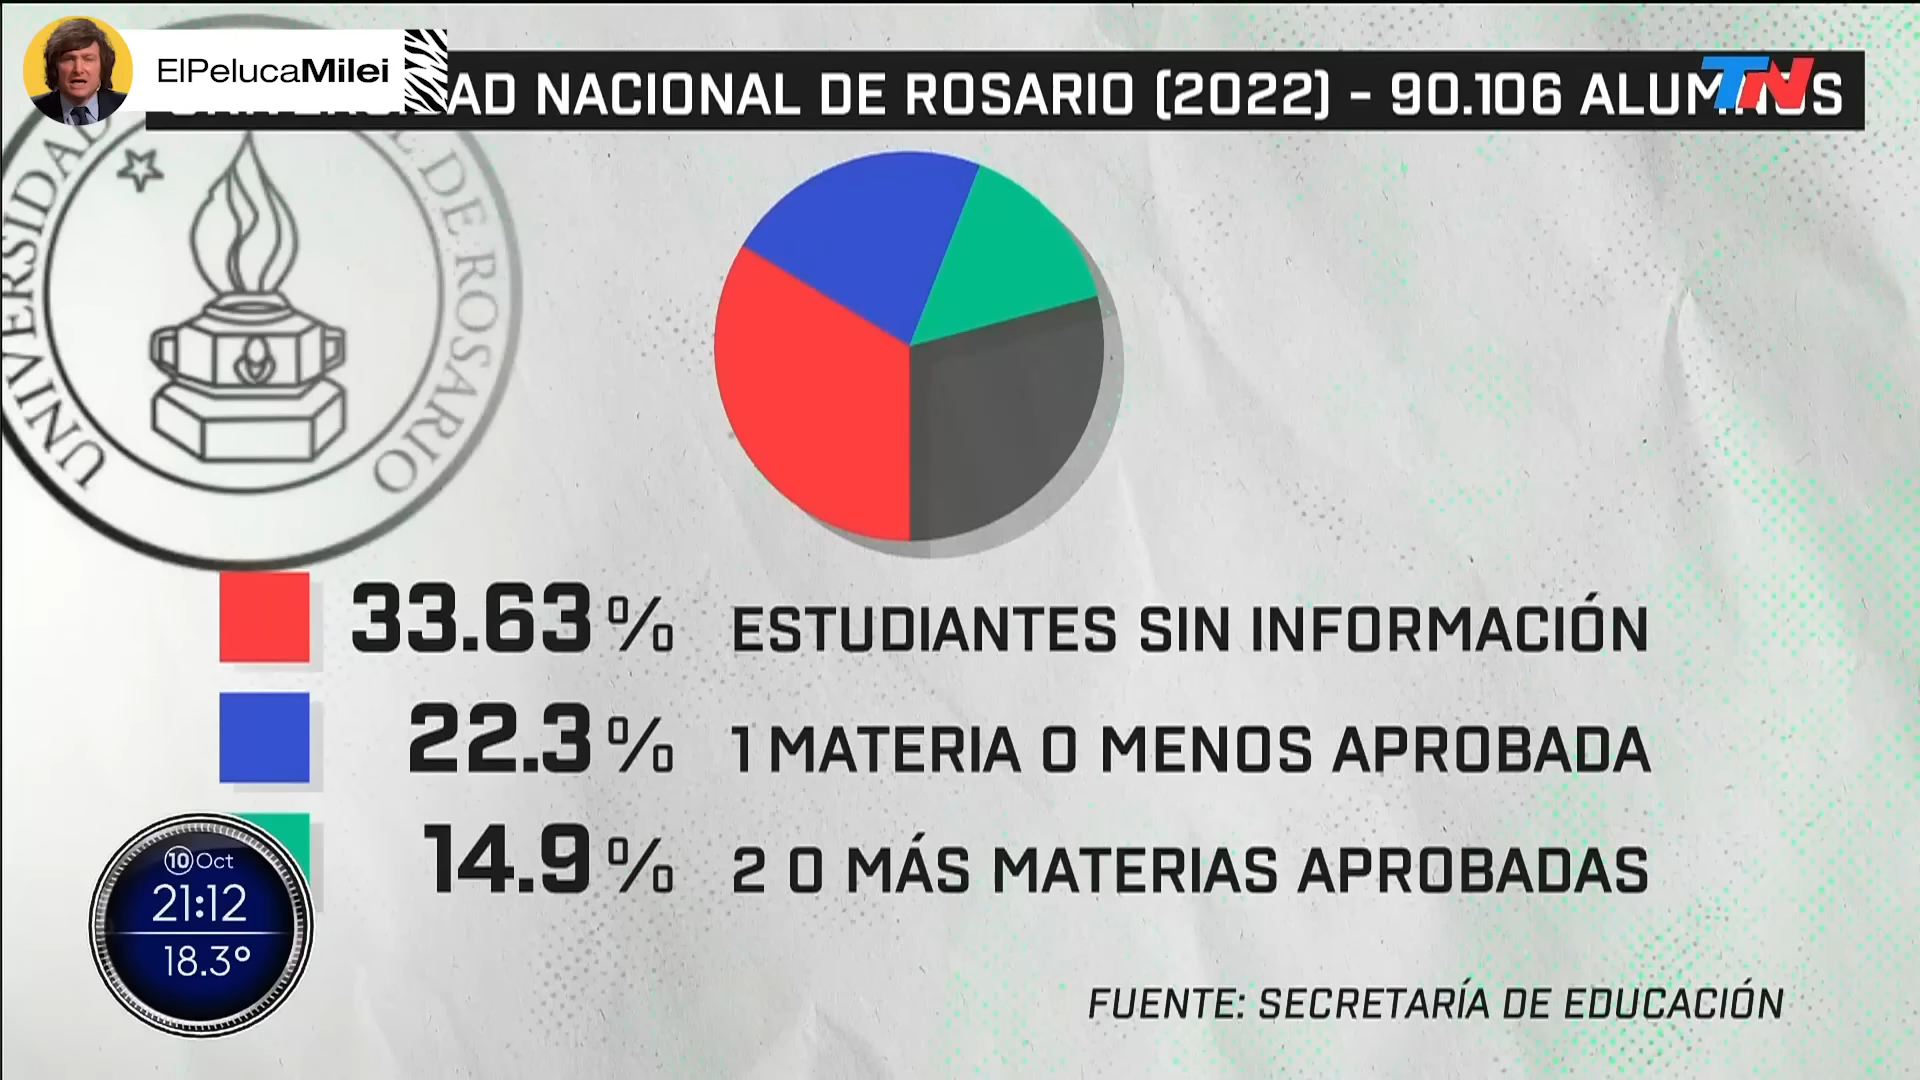 ElPelucaMilei
AD NACIONAL DE ROSARIO (2022) - 90.106 ALUMNOS
TN
UNIVERSIDAD
L DE ROSARIO
33.63% ESTUDIANTES SIN INFORMACIÓN
22.3% 1 MATERIA O MENOS APROBADA
14.9% 2 O MÁS MATERIAS APROBADAS
10 Oct
21:12
18.3°
FUENTE: SECRETARÍA DE EDUCACIÓN